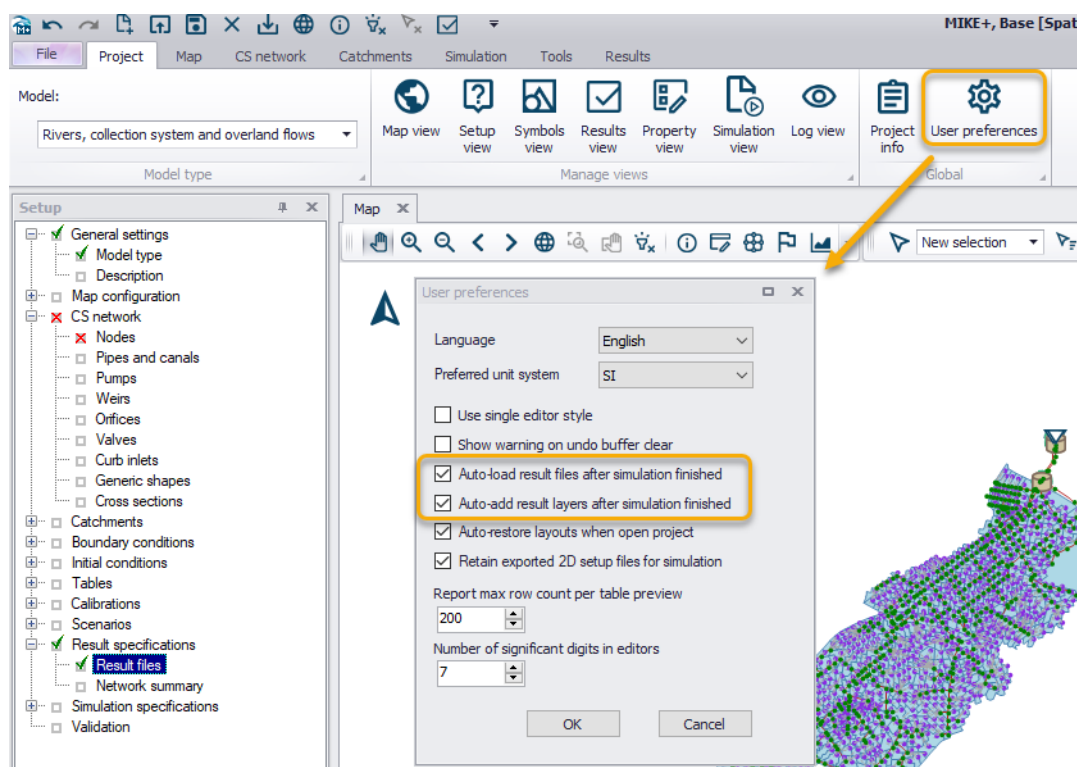 MIKE+, Base [Spat
File Project Map CS network Catchments Simulation Tools Results
Model:
Rivers, collection system and overland flows
Model type
Map view
Setup view
Symbols view
Results view
Property view
Simulation view
Log view
Manage views
Project info
User preferences
Global
Setup
General settings
Model type
Description
Map configuration
CS network
Nodes
Pipes and canals
Pumps
Weirs
Orifices
Valves
Curb inlets
Generic shapes
Cross sections
Catchments
Boundary conditions
Initial conditions
Tables
Calibrations
Scenarios
Result specifications
Result files
Network summary
Simulation specifications
Validation
Map
New selection
User preferences
Language English
Preferred unit system SI
Use single editor style
Show warning on undo buffer clear
Auto-load result files after simulation finished
Auto-add result layers after simulation finished
Auto-restore layouts when open project
Retain exported 2D setup files for simulation
Report max row count per table preview
200
Number of significant digits in editors
7
OK Cancel